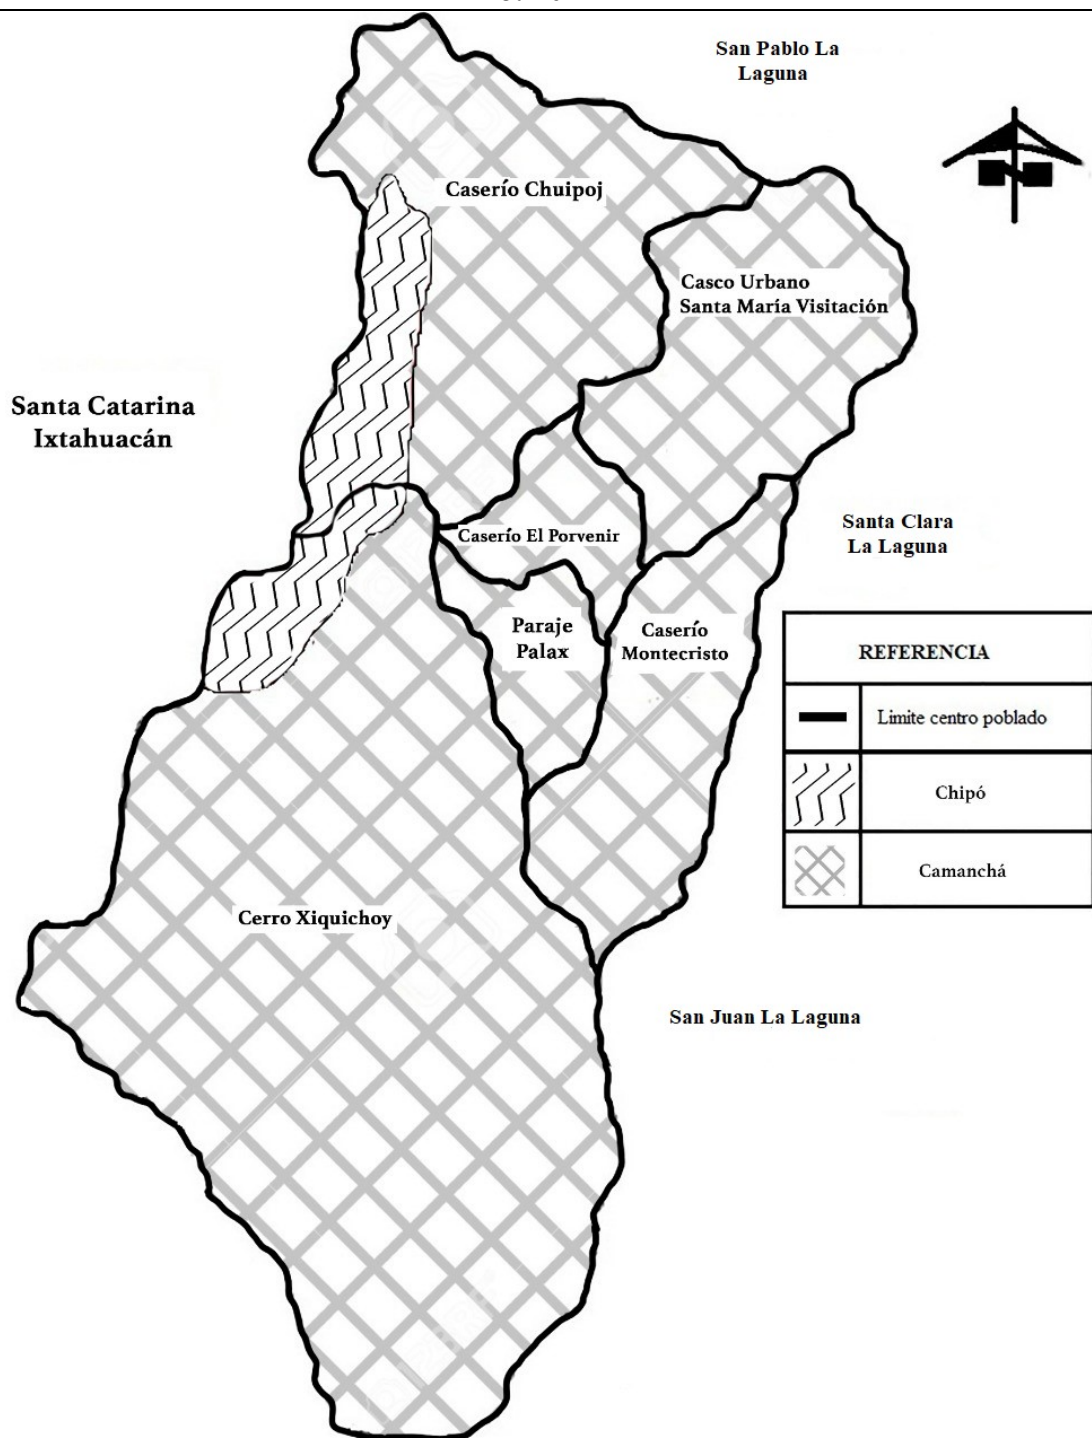 San Pablo La
Laguna
Caserío Chuipoj
Casco Urbano
Santa María Visitación
Santa Catarina
Ixtahuacán
Santa Clara
La Laguna
Caserío El Porvenir
Paraje
Palax
Caserío
Montecristo
REFERENCIA
Limite centro poblado
Chipó
Camanchá
Cerro Xiquichoy
San Juan La Laguna